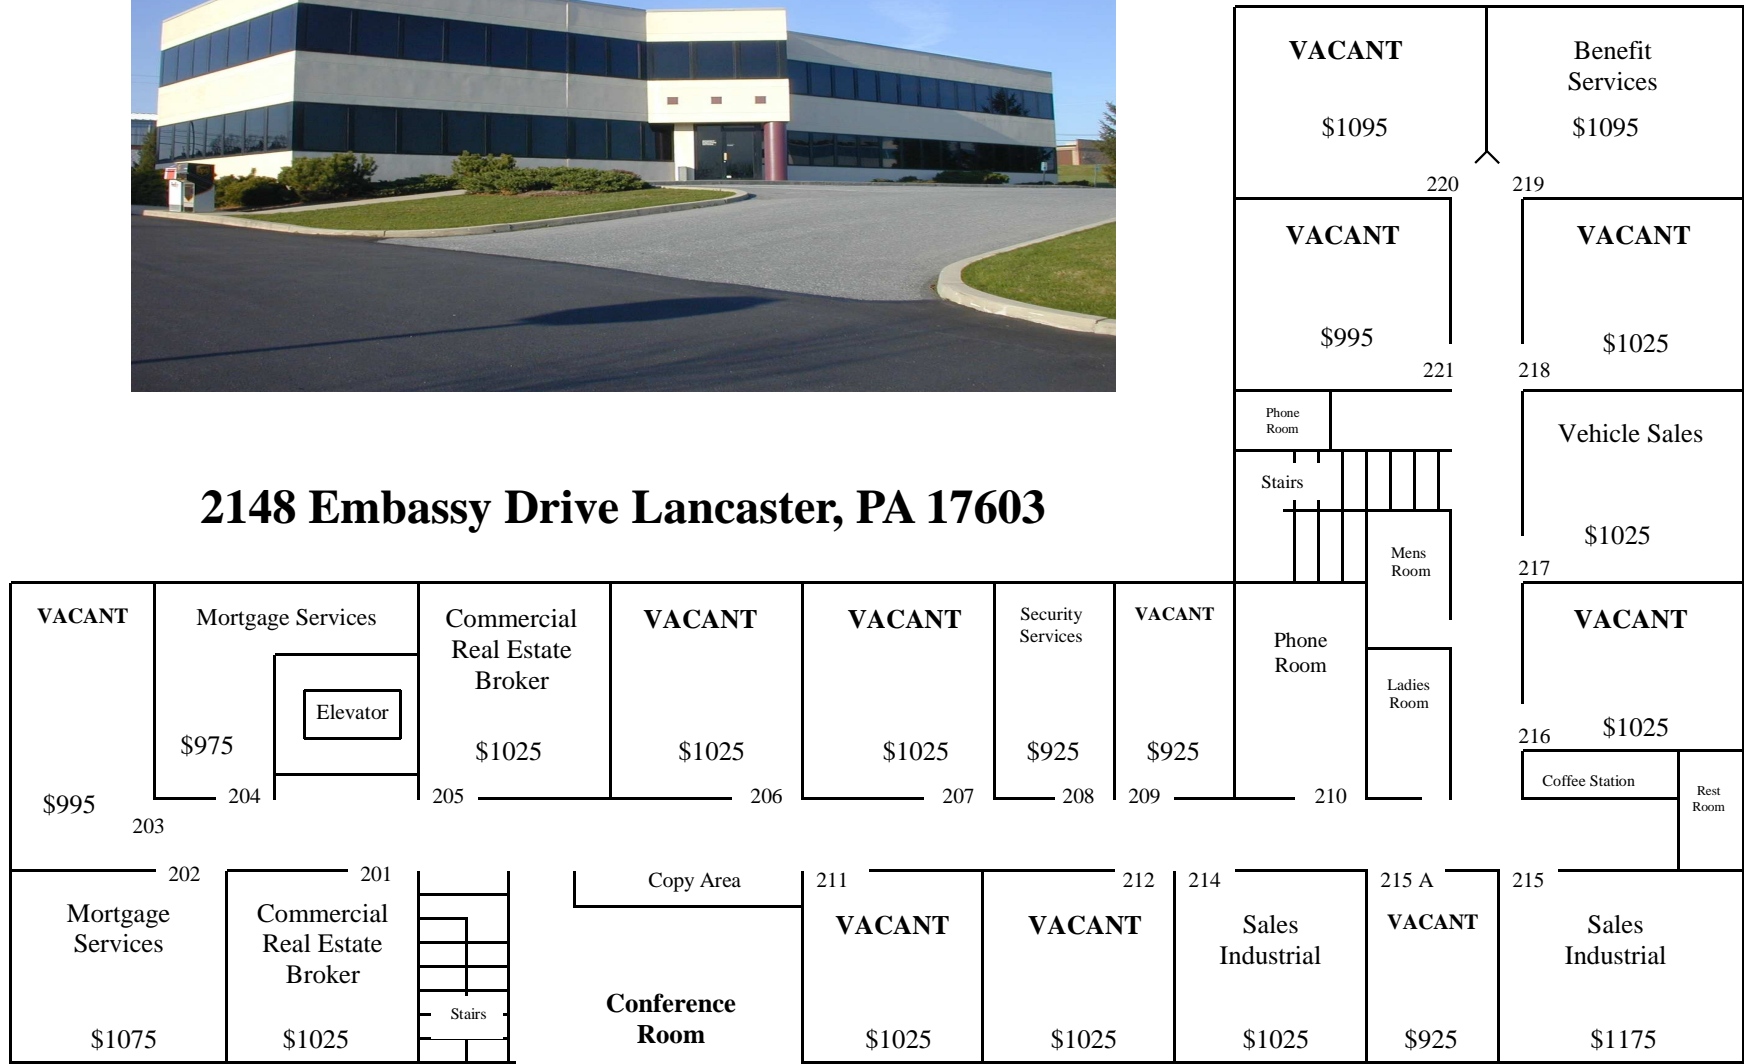 VACANT
$1095
220
Benefit
Services
$1095
219
VACANT
$995
221
VACANT
$1025
218
Phone
Room
Stairs
Mens
Room
Vehicle Sales
$1025
217
2148 Embassy Drive Lancaster, PA 17603
VACANT
$995
203
Mortgage Services
Elevator
$975
204
Commercial
Real Estate
Broker
$1025
205
VACANT
$1025
206
VACANT
$1025
207
Security
Services
$925
208
VACANT
$925
209
Phone
Room
210
Ladies
Room
VACANT
$1025
216
Coffee Station
Rest
Room
202
Mortgage
Services
$1075
201
Commercial
Real Estate
Broker
$1025
Stairs
Copy Area
Conference
Room
211
VACANT
$1025
212
VACANT
$1025
214
Sales
Industrial
$1025
215 A
VACANT
$925
215
Sales
Industrial
$1175